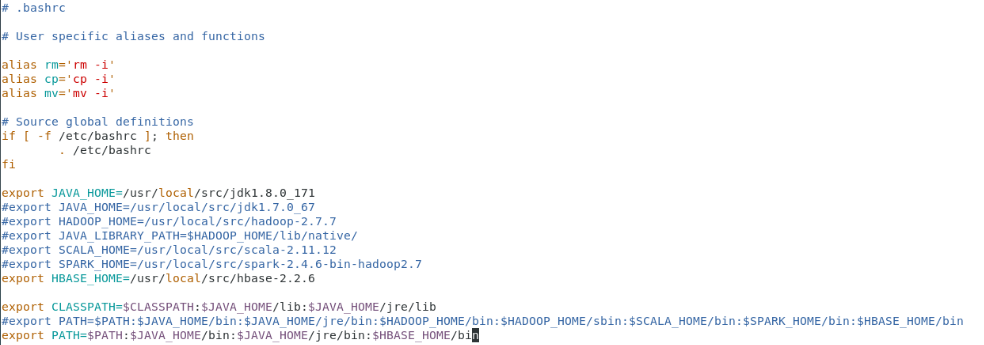 # .bashrc
# User specific aliases and functions
alias rm='rm -i'
alias cp='cp -i'
alias mv='mv -i'
# Source global definitions
if [ -f /etc/bashrc ]; then
. /etc/bashrc
fi
export JAVA_HOME=/usr/local/src/jdk1.8.0_171
#export JAVA_HOME=/usr/local/src/jdk1.7.0_67
#export HADOOP_HOME=/usr/local/src/hadoop-2.7.7
#export JAVA_LIBRARY_PATH=$HADOOP_HOME/lib/native/
#export SCALA_HOME=/usr/local/src/scala-2.11.12
#export SPARK_HOME=/usr/local/src/spark-2.4.6-bin-hadoop2.7
export HBASE_HOME=/usr/local/src/hbase-2.2.6
export CLASSPATH=$CLASSPATH:$JAVA_HOME/lib:$JAVA_HOME/jre/lib
#export PATH=$PATH:$JAVA_HOME/bin:$JAVA_HOME/jre/bin:$HADOOP_HOME/bin:$HADOOP_HOME/sbin:$SCALA_HOME/bin:$SPARK_HOME/bin:$HBASE_HOME/bin
export PATH=$PATH:$JAVA_HOME/bin:$JAVA_HOME/jre/bin:$HBASE_HOME/bin